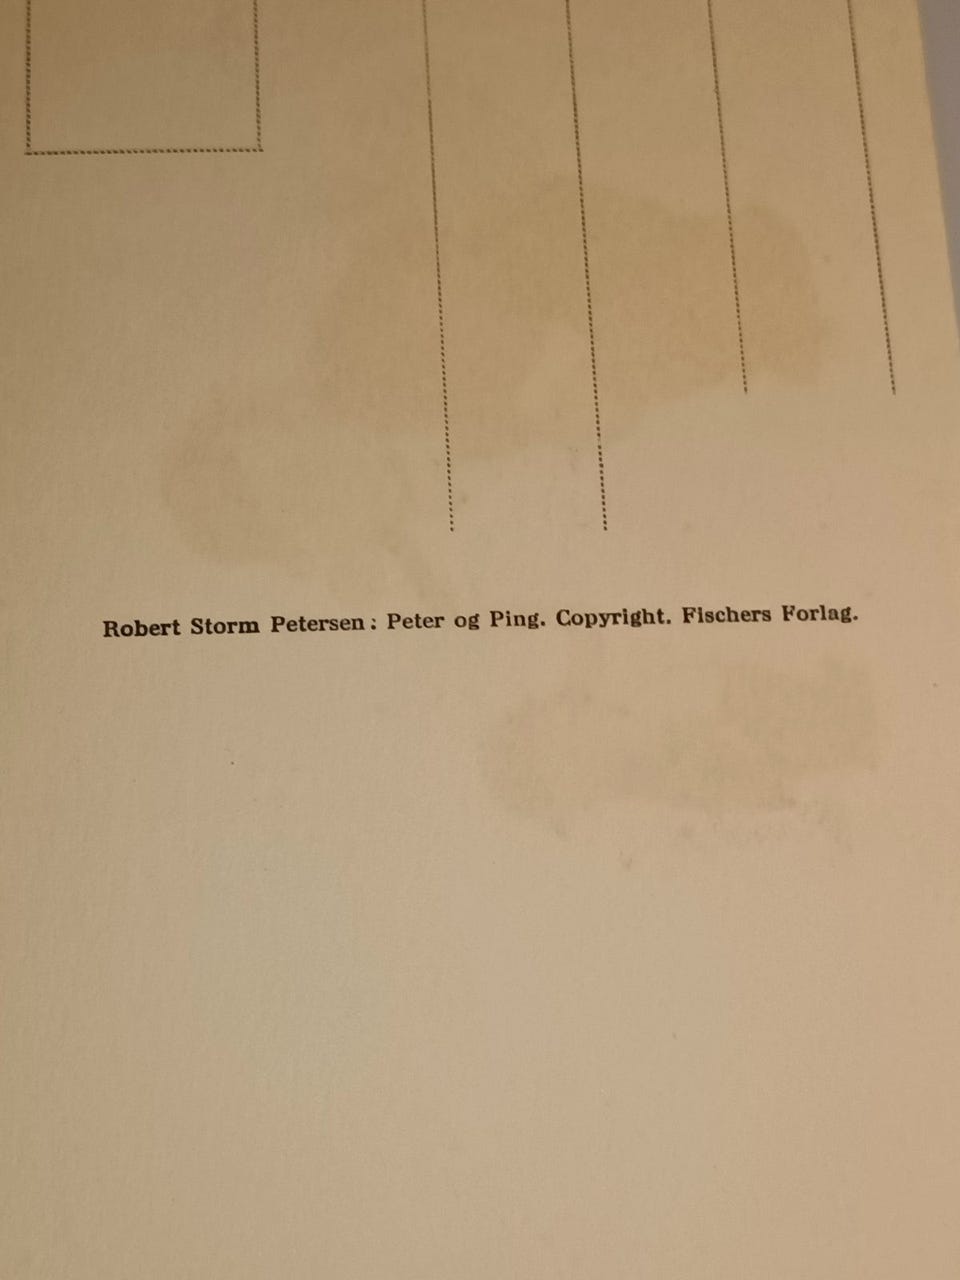 Robert Storm Petersen: Peter og Ping. Copyright. Fischers Forlag.